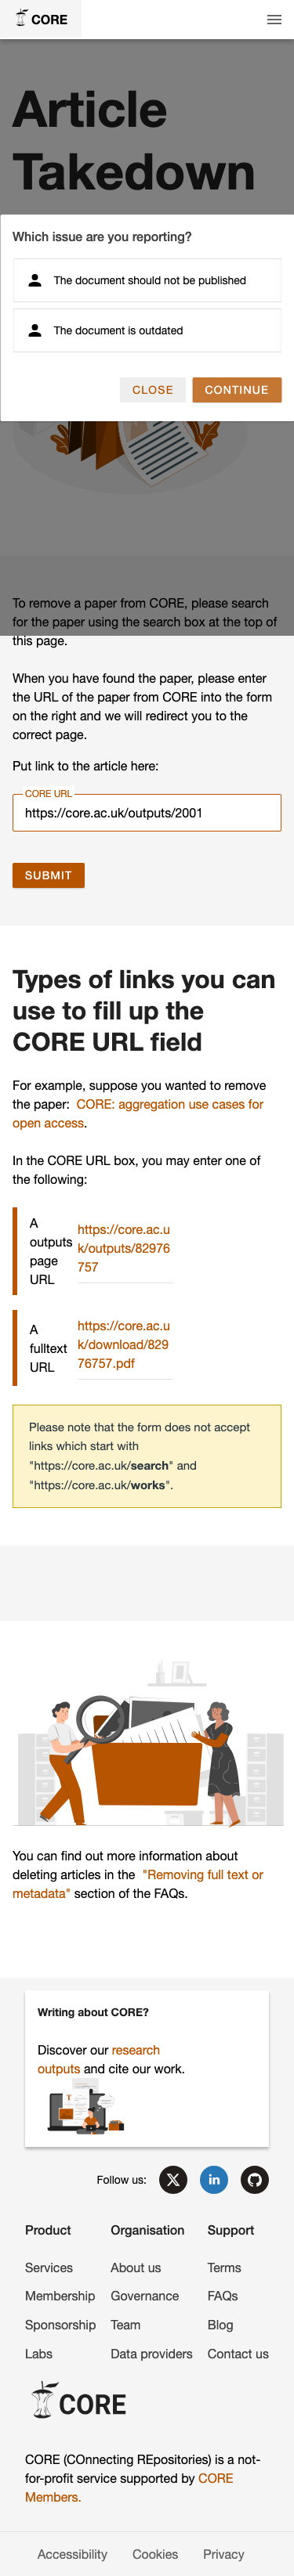 CORE
Article
Takedown
Which issue are you reporting?
The document should not be published
The document is outdated
CLOSE
CONTINUE
To remove a paper from CORE, please search
for the paper using the search box at the top of
this page.
When you have found the paper, please enter
the URL of the paper from CORE into the form
on the right and we will redirect you to the
correct page.
Put link to the article here:
CORE URL
https://core.ac.uk/outputs/2001
SUBMIT
Types of links you can
use to fill up the
CORE URL field
For example, suppose you wanted to remove
the paper: CORE: aggregation use cases for
open access.
In the CORE URL box, you may enter one of
the following:
A
outputs
page
URL
https://core.ac.u
k/outputs/82976
757
A
fulltext
URL
https://core.ac.u
k/download/829
76757.pdf
Please note that the form does not accept
links which start with
"https://core.ac.uk/search" and
"https://core.ac.uk/works".
You can find out more information about
deleting articles in the "Removing full text or
metadata" section of the FAQs.
Writing about CORE?
Discover our research
outputs and cite our work.
Follow us:
Product
Organisation
Support
Services
About us
Terms
Membership
Governance
FAQs
Sponsorship
Team
Blog
Labs
Data providers
Contact us
CORE
CORE (COnnecting REpositories) is a not-
for-profit service supported by CORE
Members.
Accessibility
Cookies
Privacy